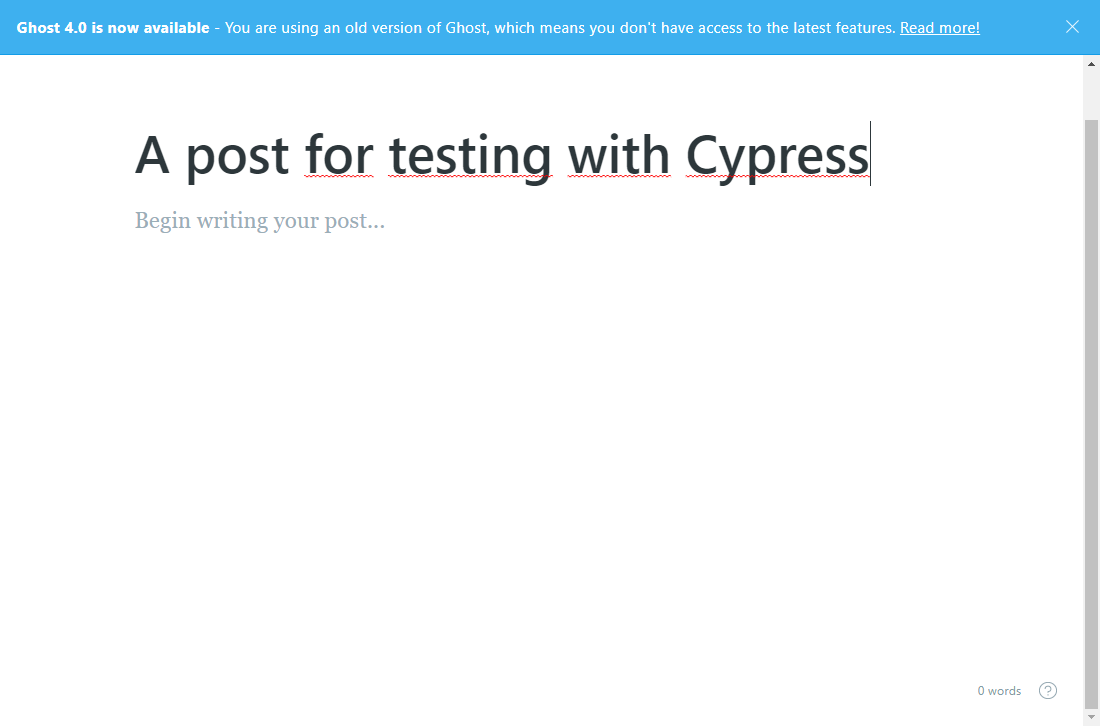 Ghost 4.0 is now available - You are using an old version of Ghost, which means you don't have access to the latest features. Read more!
A post for testing with Cypress
Begin writing your post...
0 words
?